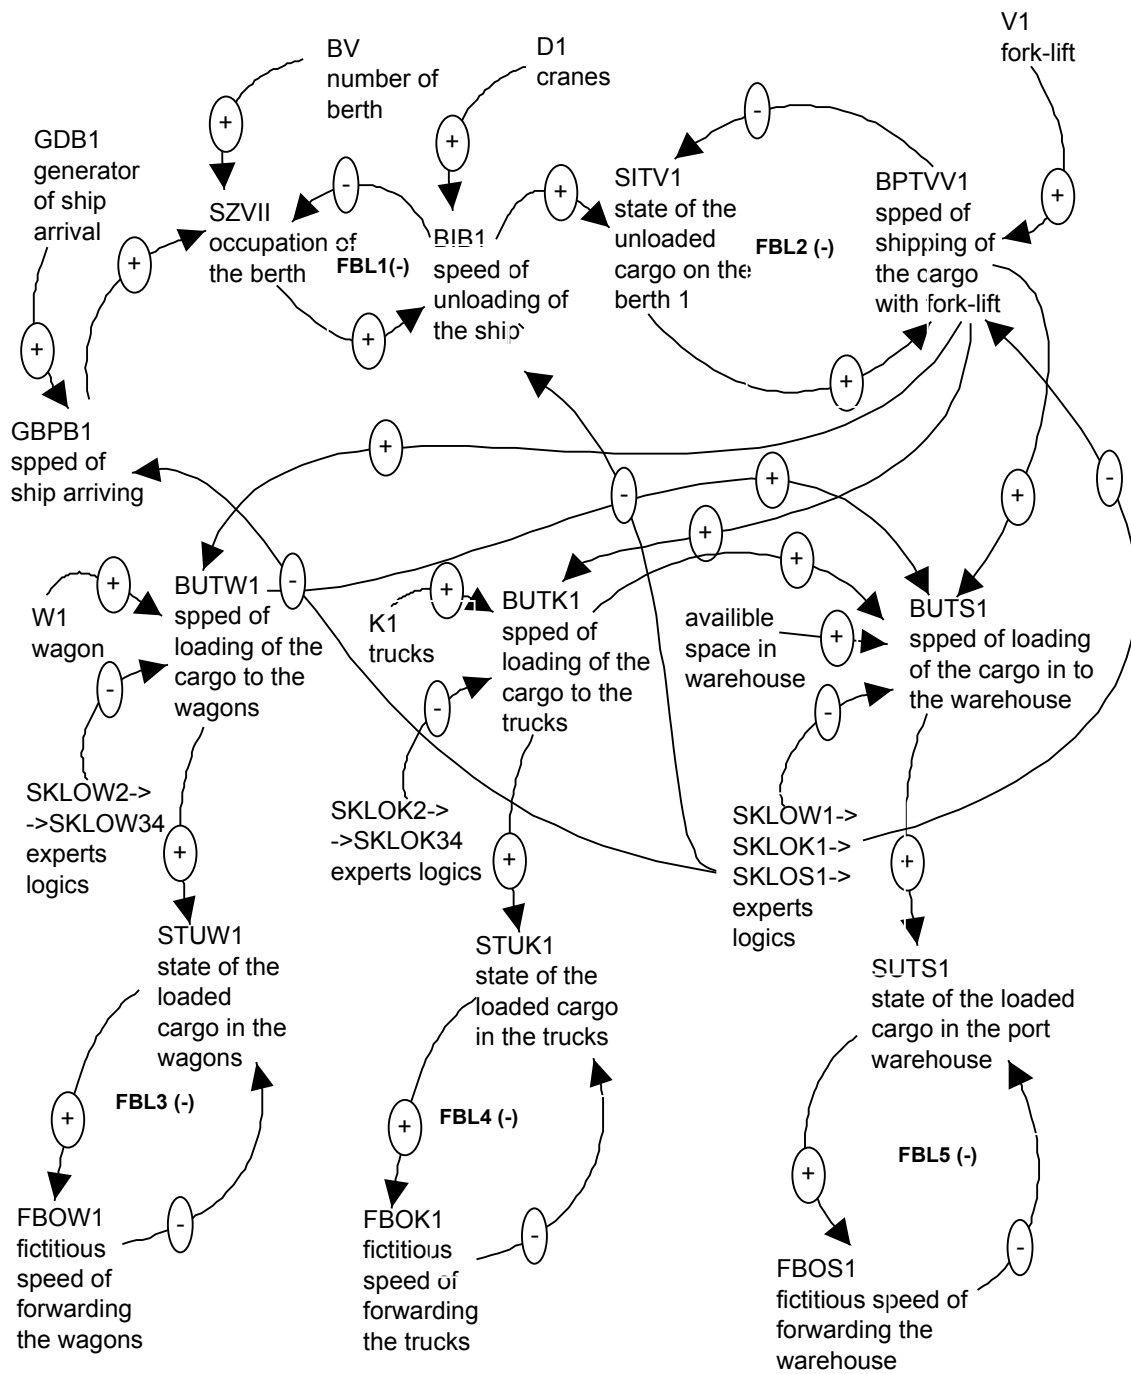 V1
fork-lift
BV
number of
berth
D1
cranes
GDB1
generator
of ship
arrival
+
+
-
+
-
SITV1
state of the
unloaded
cargo on the
berth 1
BPTVV1
spped of
shipping of
the cargo
with fork-lift
+
SZVII
occupation of
the berth
FBL1(-)
BIB1
speed of
unloading of
the ship
FBL2 (-)
+
+
+
+
GBPB1
spped of
ship arriving
+
-
+
-
+
+
+
-
+
W1
wagon
BUTW1
spped of
loading of the
cargo to the
wagons
-
K1
trucks
+
BUTK1
spped of
loading of the
cargo to the
trucks
-
availible
space in
warehouse
+
BUTS1
spped of loading
of the cargo in to
the warehouse
-
SKLOW2->
->SKLOW34
experts
logics
+
SKLOK2->
->SKLOK34
experts logics
+
SKLOW1->
SKLOK1->
SKLOS1->
experts
logics
+
STUW1
state of the
loaded
cargo in the
wagons
STUK1
state of the
loaded cargo
in the trucks
SUTS1
state of the loaded
cargo in the port
warehouse
+
FBL3 (-)
+
FBL4 (-)
+
FBL5 (-)
-
-
-
FBOW1
fictitious
speed of
forwarding
the wagons
FBOK1
fictitious
speed of
forwarding
the trucks
FBOS1
fictitious speed of
forwarding the
warehouse